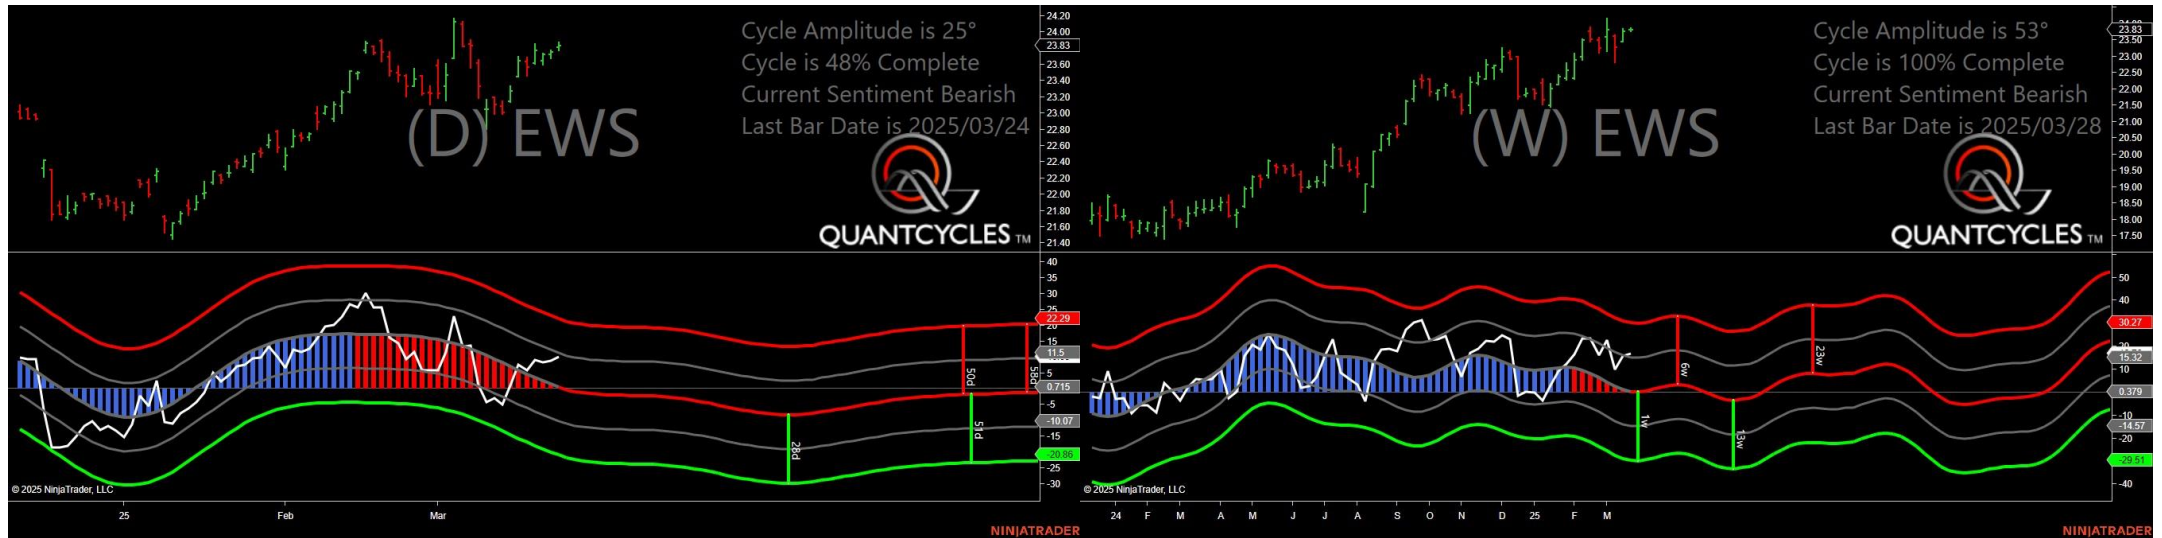 Cycle Amplitude is 25°
Cycle is 48% Complete
Current Sentiment Bearish
Last Bar Date is 2025/03/24
(D) EWS
QUANTCYCLES TM
24.20
24.00
23.83
23.60
23.40
23.20
23.00
22.80
22.60
22.40
22.20
22.00
21.80
21.60
21.40
40
35
30
25
22.29
20
11.5
5
0.715
-5
-10.07
-15
-20.86
-25
-30
28d
50d
51d
58d
© 2025 NinjaTrader, LLC
25
Feb
Mar
NINJATRADER
Cycle Amplitude is 53°
Cycle is 100% Complete
Current Sentiment Bearish
Last Bar Date is 2025/03/28
(W) EWS
QUANTCYCLES TM
23.83
23.50
23.00
22.50
22.00
21.50
21.00
20.50
20.00
19.50
19.00
18.50
18.00
17.50
50
40
30.27
15.32
10
0.379
-10
-14.57
-20
-29.51
-40
1w
6w
13w
23w
© 2025 NinjaTrader, LLC
24 F M A M J J A S O N D 25 F M
NINJATRADER